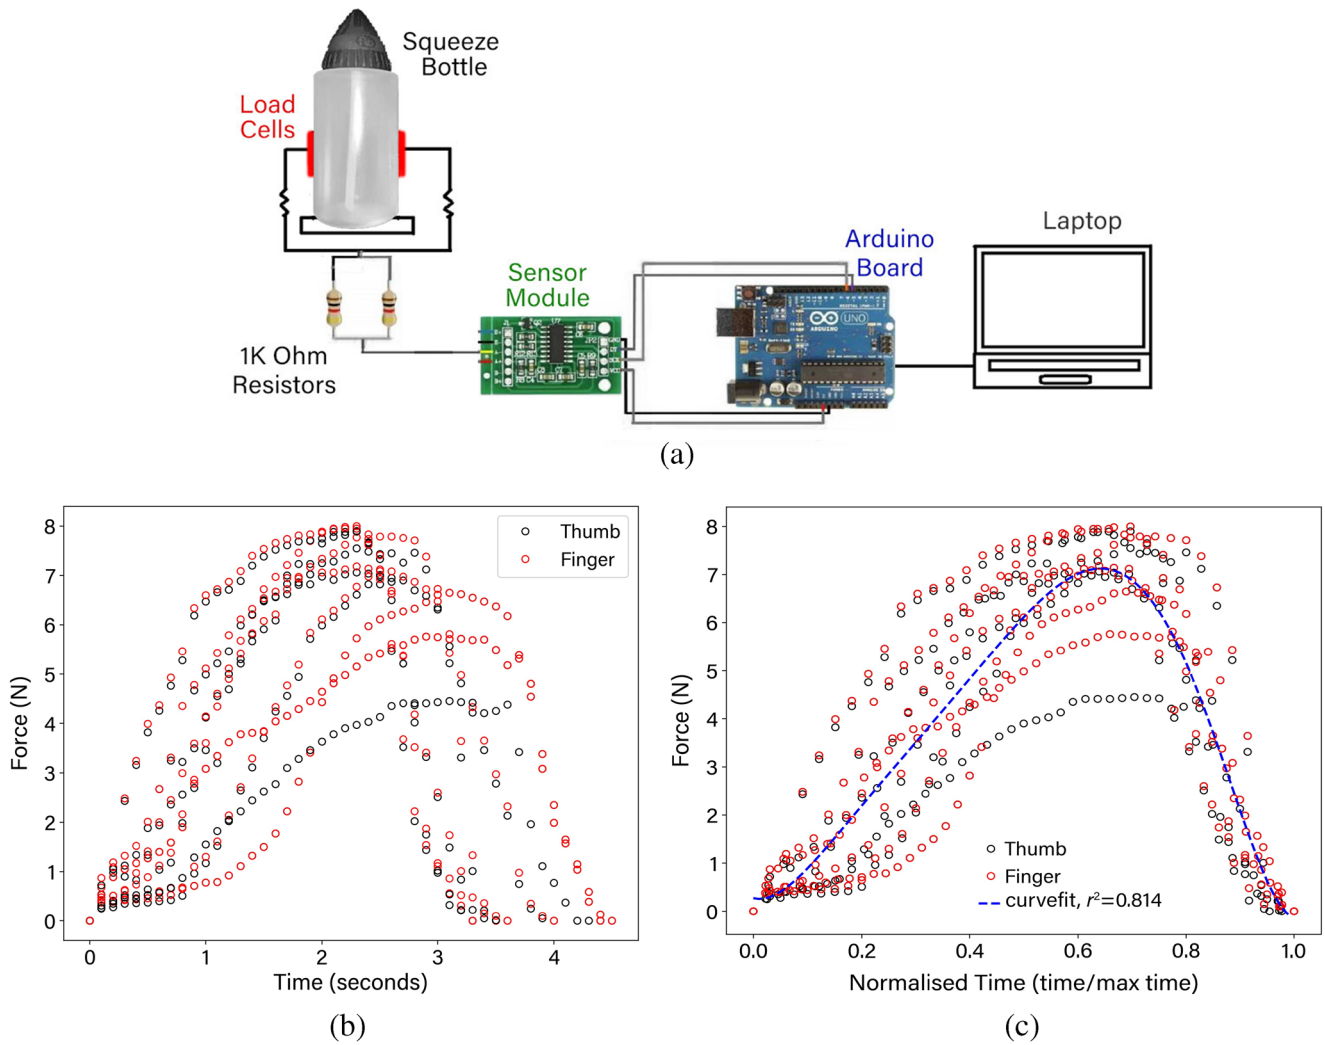 Squeeze
Bottle
Load
Cells
1K Ohm
Resistors
Sensor
Module
Arduino
Board
Laptop
UNO
ARDUINO
(a)
Force (N)
8
7
6
5
4
3
2
1
0
Thumb
Finger
0 1 2 3 4
Time (seconds)
(b)
Force (N)
8
7
6
5
4
3
2
1
0
Thumb
Finger
curvefit, r²=0.814
0.0 0.2 0.4 0.6 0.8 1.0
Normalised Time (time/max time)
(c)